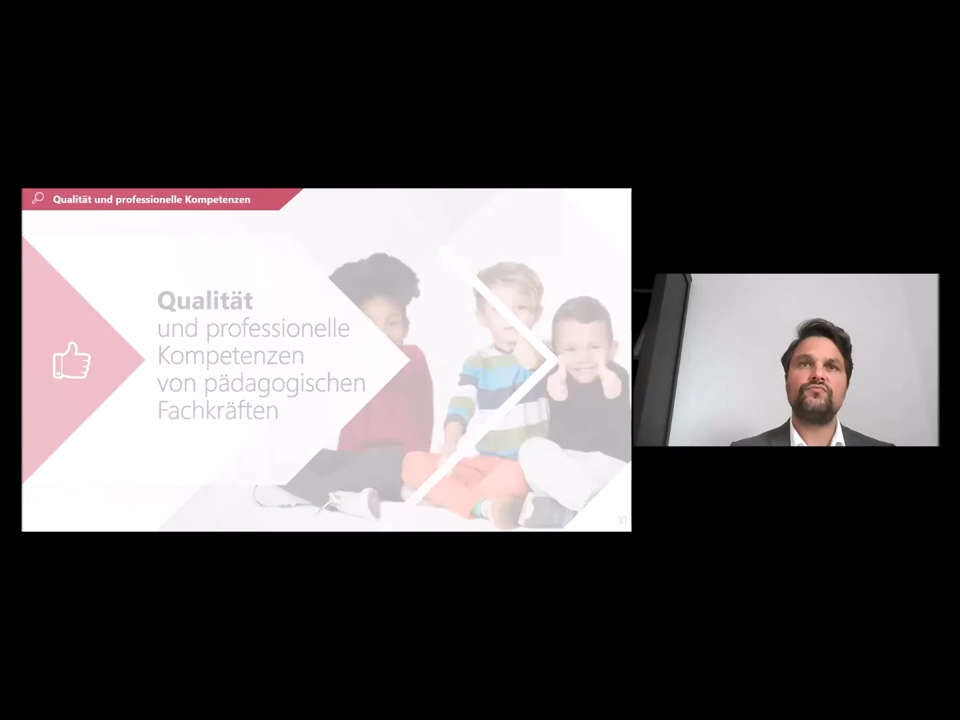 Qualität und professionelle Kompetenzen
Qualität
und professionelle
Kompetenzen
von pädagogischen
Fachkräften
10